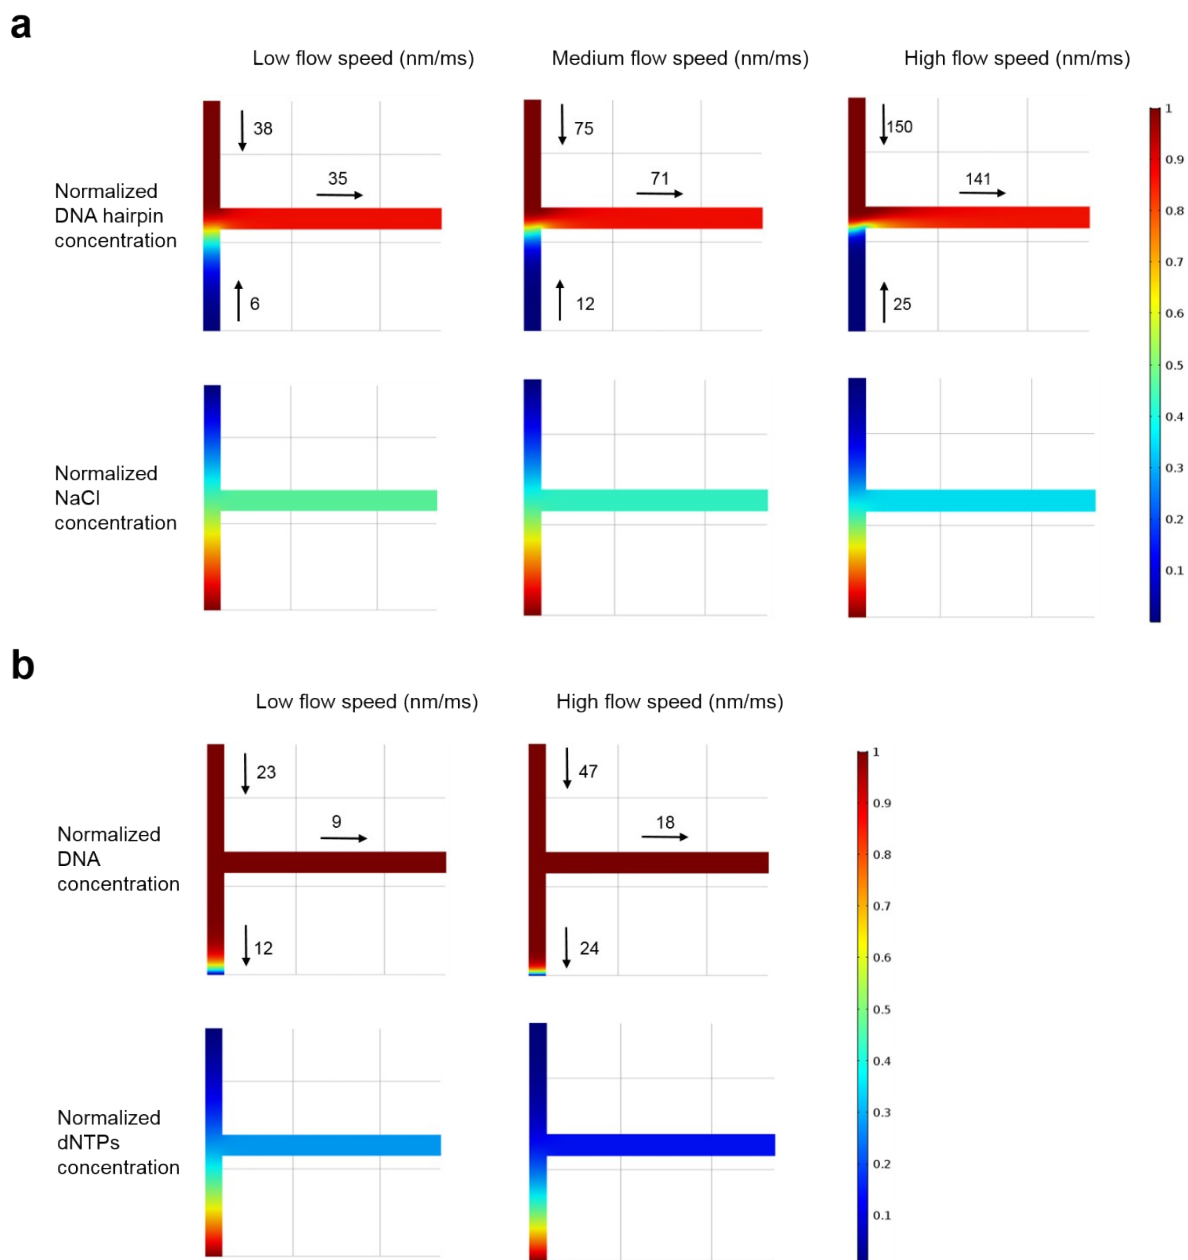 a
Low flow speed (nm/ms)
Medium flow speed (nm/ms)
High flow speed (nm/ms)
Normalized
DNA hairpin
concentration
38
35
6
75
71
12
150
141
25
1
0.9
0.8
0.7
0.6
0.5
0.4
0.3
0.2
0.1
Normalized
NaCl
concentration
b
Low flow speed (nm/ms)
High flow speed (nm/ms)
Normalized
DNA
concentration
23
9
12
47
18
24
1
0.9
0.8
0.7
0.6
0.5
0.4
0.3
0.2
0.1
Normalized
dNTPs
concentration